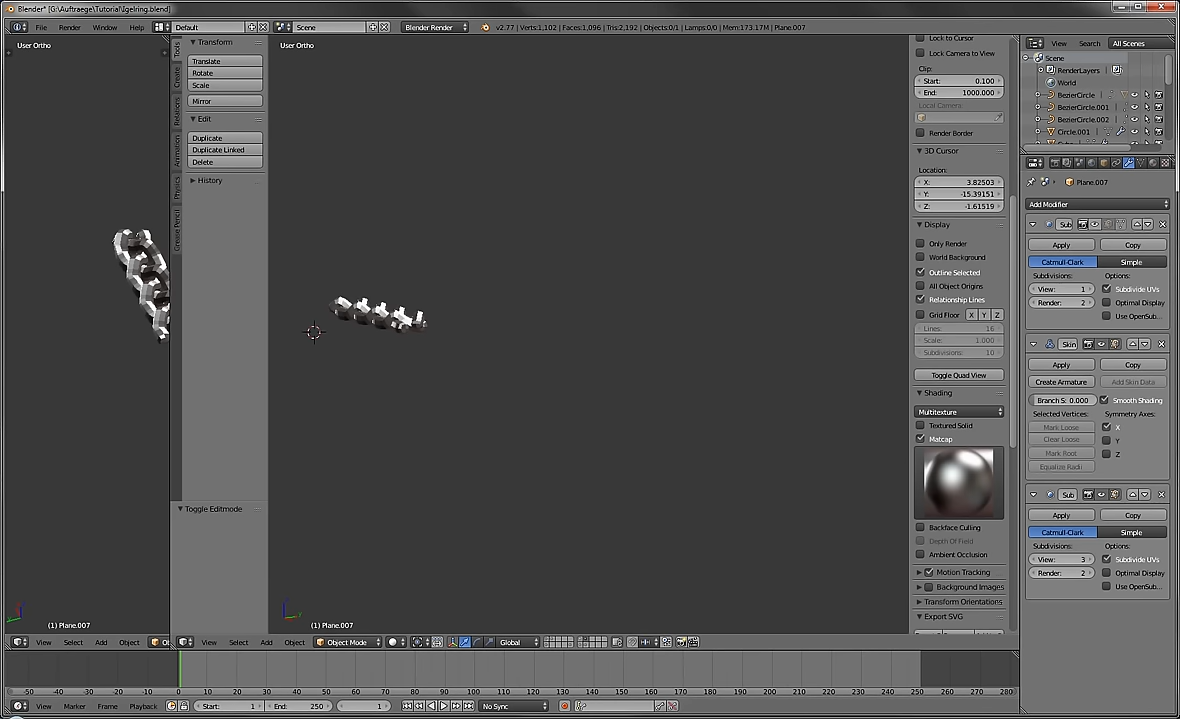 Blender* [G:\Auftraege\Tutorial\Igelring.blend]
File Render Window Help Default Scene Blender Render v2.77 | Verts:1,102 | Faces:1,096 | Tris:2,192 | Objects:0/1 | Lamps:0/0 | Mem:173.17M | Plane.007
User Ortho
(1) Plane.007
View Select Add Object Ob
Tools
Create
Relations
Animation
Physics
Grease Pencil
Transform
Translate
Rotate
Scale
Mirror
Edit
Duplicate
Duplicate Linked
Delete
History
Toggle Editmode
User Ortho
(1) Plane.007
View Select Add Object Object Mode Global
Lock to Cursor
Lock Camera to View
Clip:
Start: 0.100
End: 1000.000
Local Camera:
Render Border
3D Cursor
Location:
X: 3.82503
Y: -15.39151
Z: -1.61519
Display
Only Render
World Background
Outline Selected
All Object Origins
Relationship Lines
Grid Floor X Y Z
Lines: 16
Scale: 1.000
Subdivisions: 10
Toggle Quad View
Shading
Multitexture
Textured Solid
Matcap
Backface Culling
Depth Of Field
Ambient Occlusion
Motion Tracking
Background Images
Transform Orientations
Export SVG
View Search All Scenes
Scene
RenderLayers
World
BezierCircle
BezierCircle.001
BezierCircle.002
Circle.001
Plane.007
Add Modifier
Sub
Apply Copy
Catmull-Clark Simple
Subdivisions: Options:
View: 1 Subdivide UVs
Render: 2 Optimal Display
Use OpenSub...
Skin
Apply Copy
Create Armature Add Skin Data
Branch S: 0.000 Smooth Shading
Selected Vertices: Symmetry Axes:
Mark Loose X
Clear Loose Y
Mark Root Z
Equalize Radii
Sub
Apply Copy
Catmull-Clark Simple
Subdivisions: Options:
View: 3 Subdivide UVs
Render: 2 Optimal Display
Use OpenSub...
-50 -40 -30 -20 -10 0 10 20 30 40 50 60 70 80 90 100 110 120 130 140 150 160 170 180 190 200 210 220 230 240 250 260 270 280
View Marker Frame Playback Start: 1 End: 250 1 No Sync